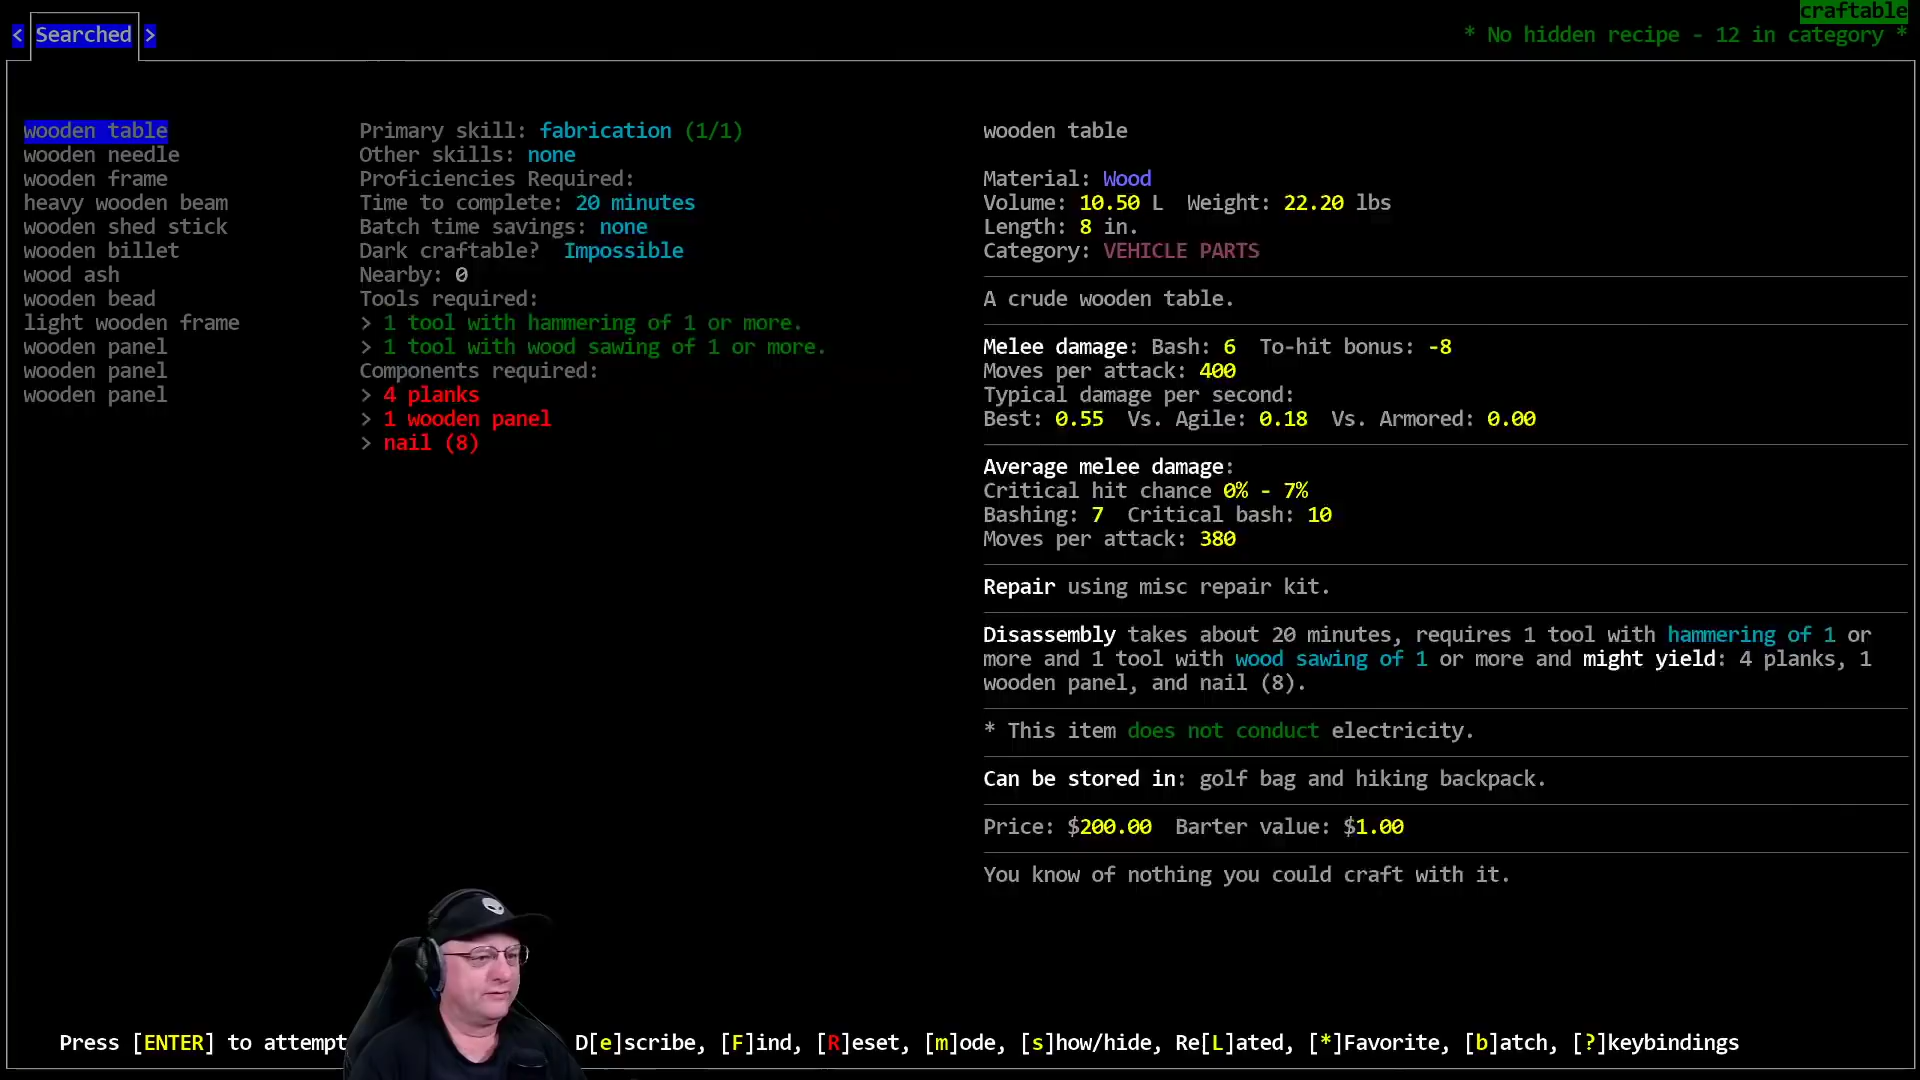 craftable
< Searched >
* No hidden recipe - 12 in category *
wooden table
wooden needle
wooden frame
heavy wooden beam
wooden shed stick
wooden billet
wood ash
wooden bead
light wooden frame
wooden panel
wooden panel
wooden panel
Primary skill: fabrication (1/1)
Other skills: none
Proficiencies Required:
Time to complete: 20 minutes
Batch time savings: none
Dark craftable? Impossible
Nearby: 0
Tools required:
> 1 tool with hammering of 1 or more.
> 1 tool with wood sawing of 1 or more.
Components required:
> 4 planks
> 1 wooden panel
> nail (8)
wooden table
Material: Wood
Volume: 10.50 L Weight: 22.20 lbs
Length: 8 in.
Category: VEHICLE PARTS
A crude wooden table.
Melee damage: Bash: 6 To-hit bonus: -8
Moves per attack: 400
Typical damage per second:
Best: 0.55 Vs. Agile: 0.18 Vs. Armored: 0.00
Average melee damage:
Critical hit chance 0% - 7%
Bashing: 7 Critical bash: 10
Moves per attack: 380
Repair using misc repair kit.
Disassembly takes about 20 minutes, requires 1 tool with hammering of 1 or
more and 1 tool with wood sawing of 1 or more and might yield: 4 planks, 1
wooden panel, and nail (8).
* This item does not conduct electricity.
Can be stored in: golf bag and hiking backpack.
Price: $200.00 Barter value: $1.00
You know of nothing you could craft with it.
Press [ENTER] to attempt D[e]scribe, [F]ind, [R]eset, [m]ode, [s]how/hide, Re[L]ated, [*]Favorite, [b]atch, [?]keybindings